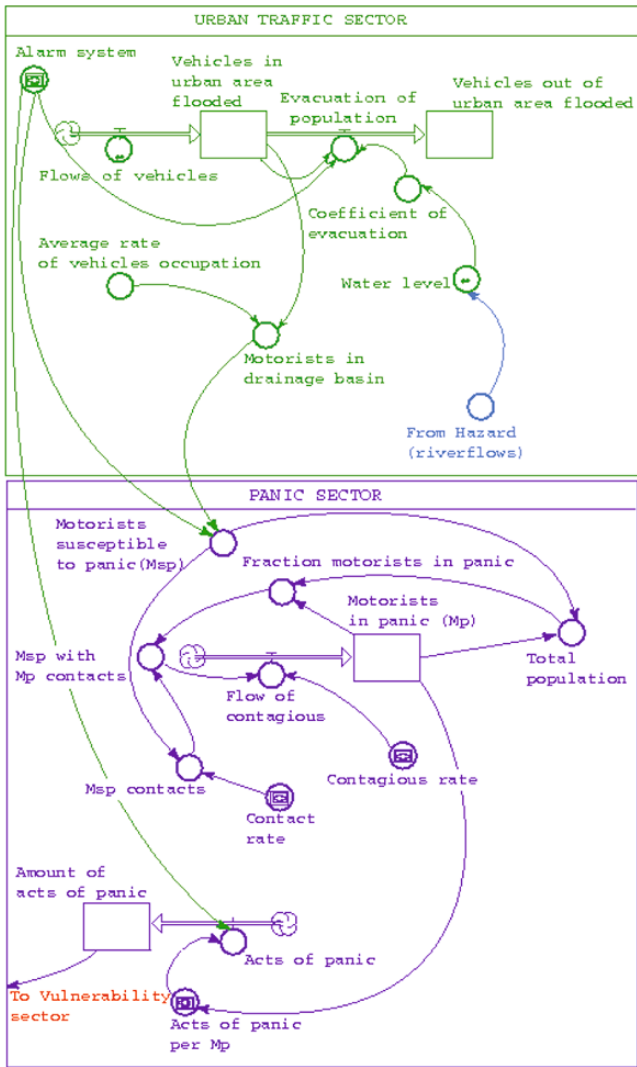 URBAN TRAFFIC SECTOR
Alarm system
Vehicles in
urban area
flooded
Evacuation of
population
Vehicles out of
urban area flooded
Flows of vehicles
Coefficient of
evacuation
Average rate
of vehicles occupation
Water level
Motorists in
drainage basin
From Hazard
(riverflows)
PANIC SECTOR
Motorists
susceptible
to panic(Msp)
Fraction motorists in panic
Motorists
in panic (Mp)
Msp with
Mp contacts
Total
population
Flow of
contagious
Contagious rate
Msp contacts
Contact
rate
Amount of
acts of panic
Acts of panic
To Vulnerability
sector
Acts of panic
per Mp